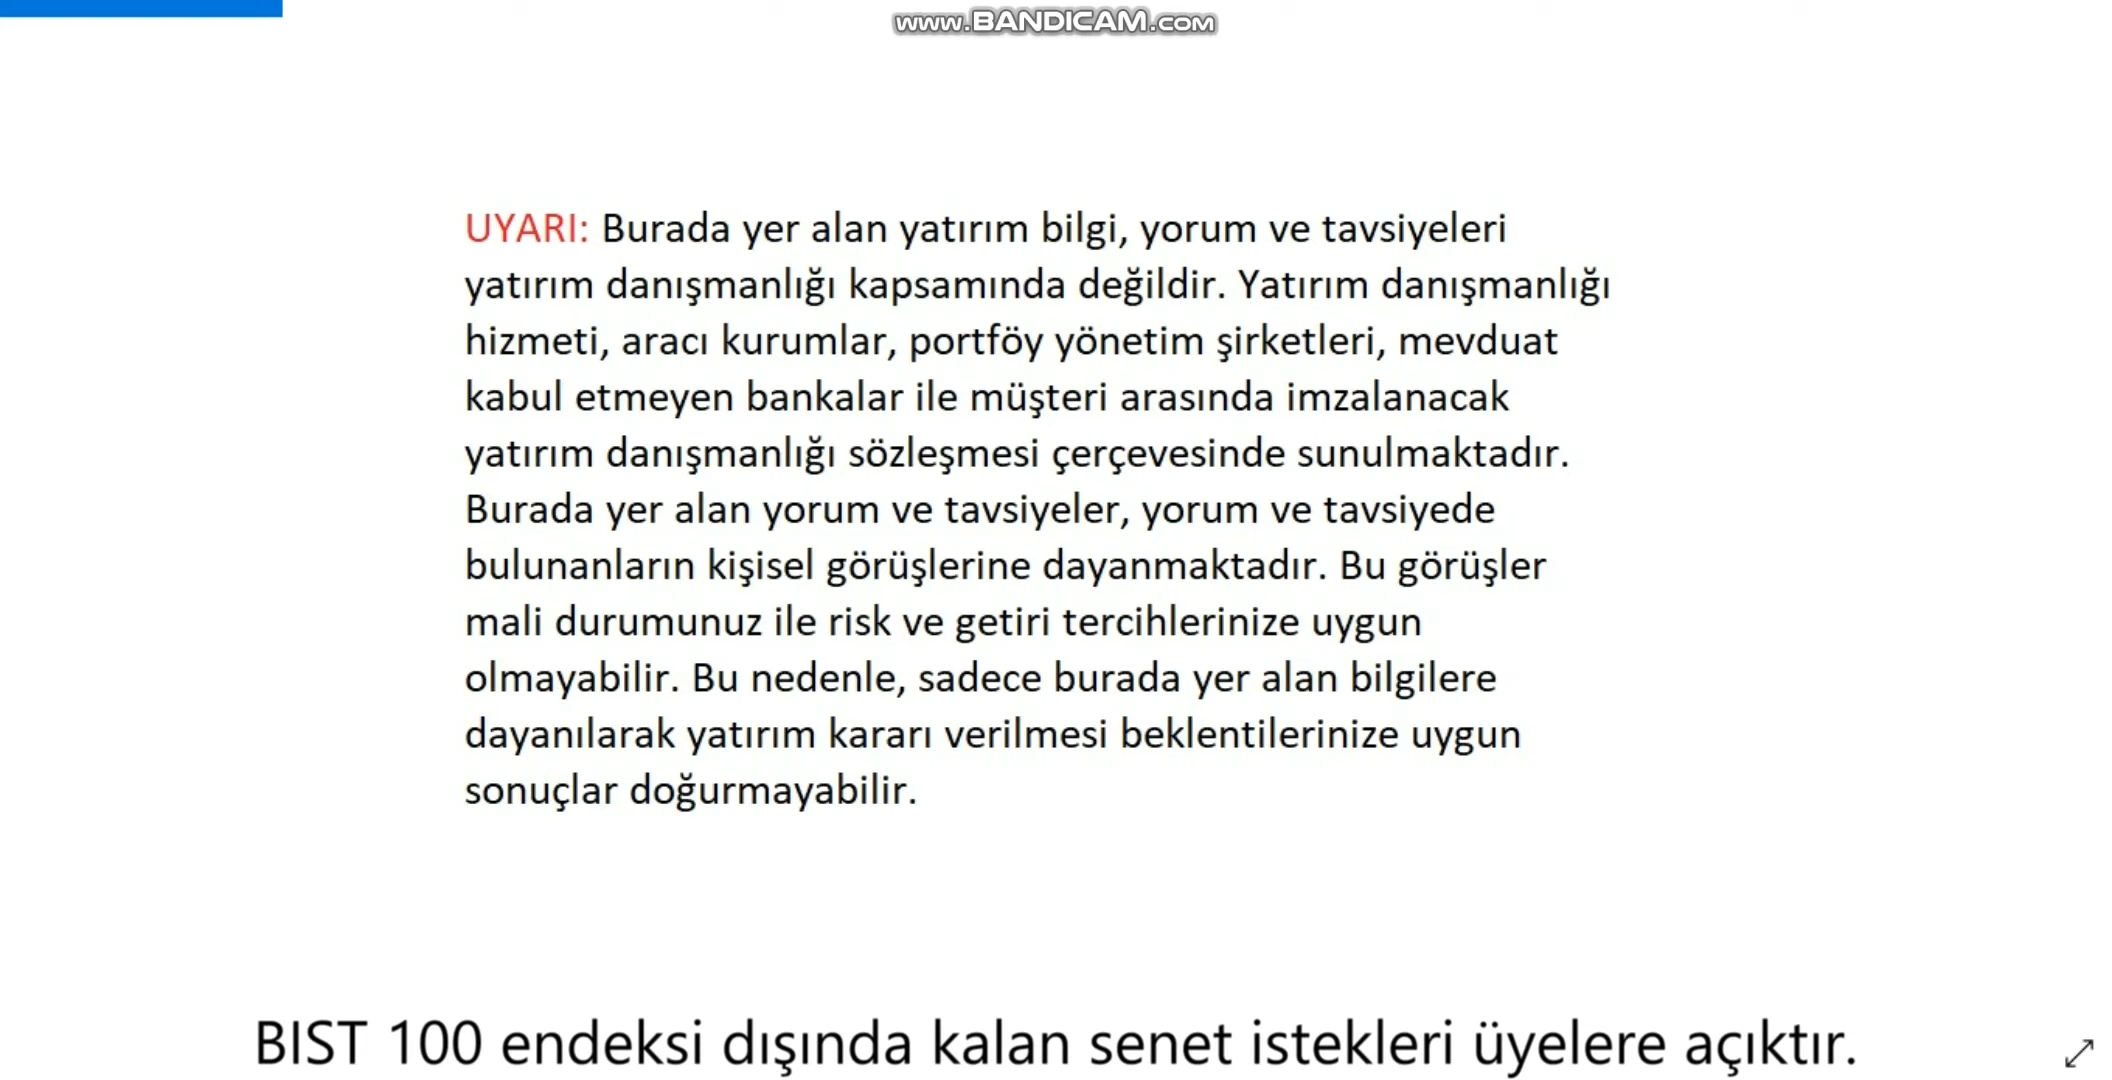 www.BANDICAM.com
UYARI: Burada yer alan yatırım bilgi, yorum ve tavsiyeleri
yatırım danışmanlığı kapsamında değildir. Yatırım danışmanlığı
hizmeti, aracı kurumlar, portföy yönetim şirketleri, mevduat
kabul etmeyen bankalar ile müşteri arasında imzalanacak
yatırım danışmanlığı sözleşmesi çerçevesinde sunulmaktadır.
Burada yer alan yorum ve tavsiyeler, yorum ve tavsiyede
bulunanların kişisel görüşlerine dayanmaktadır. Bu görüşler
mali durumunuz ile risk ve getiri tercihlerinize uygun
olmayabilir. Bu nedenle, sadece burada yer alan bilgilere
dayanılarak yatırım kararı verilmesi beklentilerinize uygun
sonuçlar doğurmayabilir.
BIST 100 endeksi dışında kalan senet istekleri üyelere açıktır.